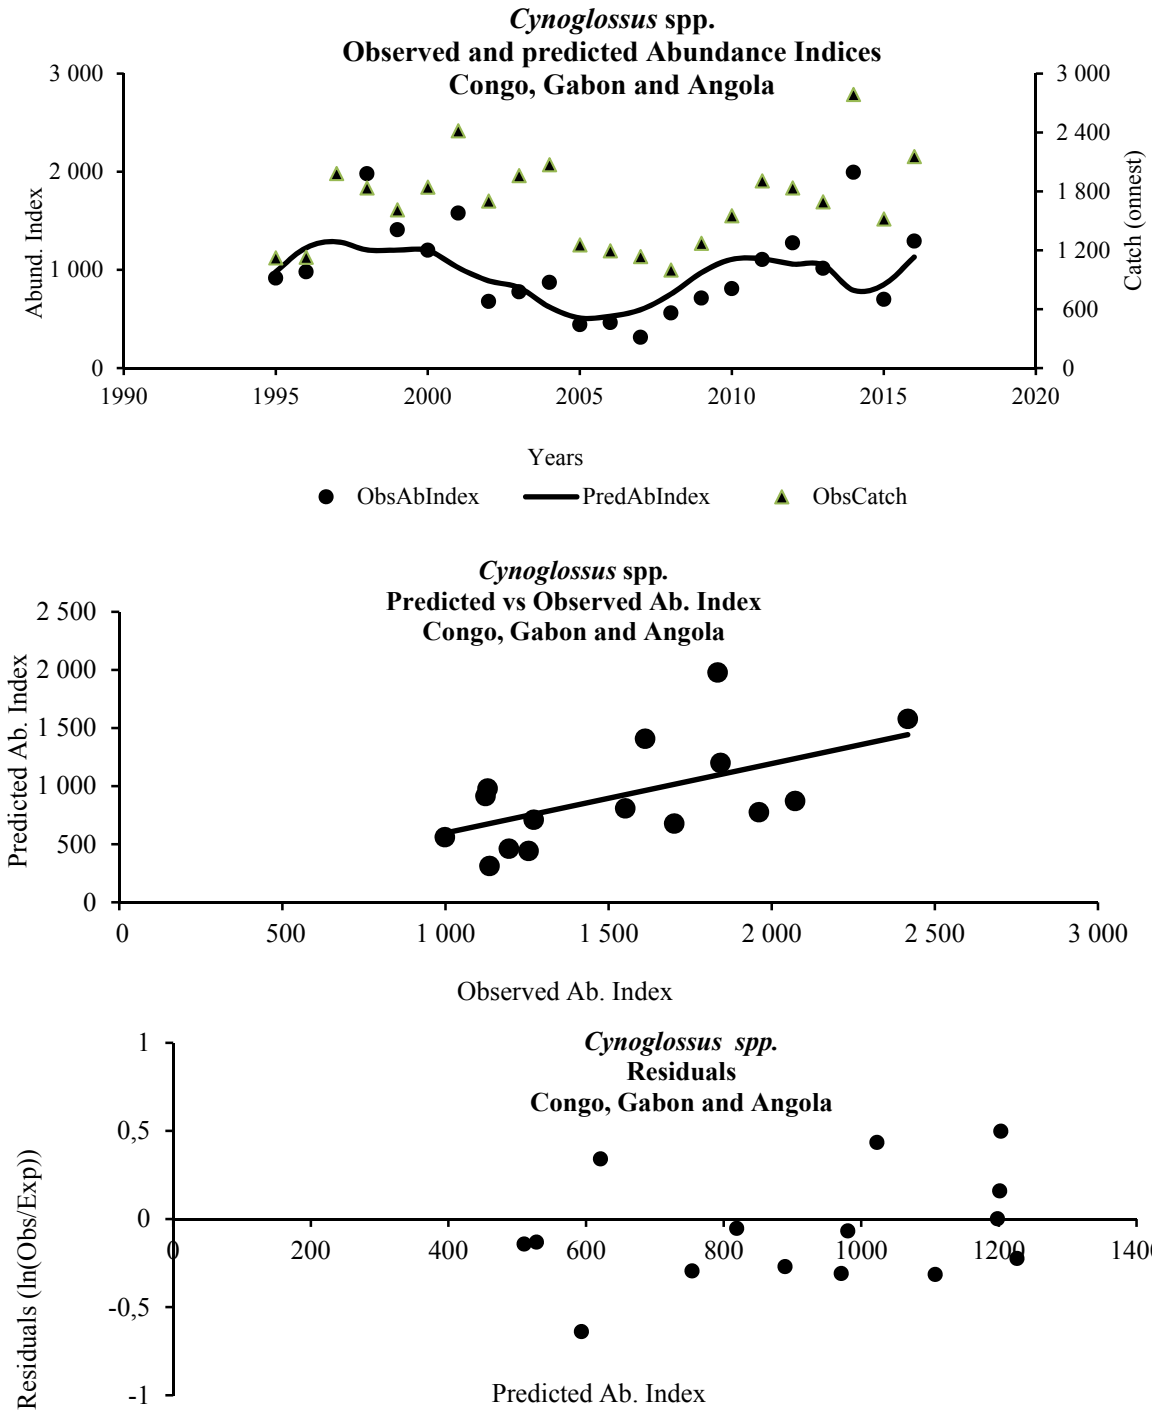 Cynoglossus spp.
Observed and predicted Abundance Indices
Congo, Gabon and Angola
3 000
2 000
1 000
0
Abund. Index
3 000
2 400
1 800
1 200
600
0
Catch (onnest)
1990 1995 2000 2005 2010 2015 2020
Years
ObsAbIndex PredAbIndex ObsCatch
Cynoglossus spp.
Predicted vs Observed Ab. Index
Congo, Gabon and Angola
2 500
2 000
1 500
1 000
500
0
Predicted Ab. Index
0 500 1 000 1 500 2 000 2 500 3 000
Observed Ab. Index
Cynoglossus spp.
Residuals
Congo, Gabon and Angola
1
0,5
0
-0,5
-1
Residuals (ln(Obs/Exp))
0 200 400 600 800 1000 1200 1400
Predicted Ab. Index